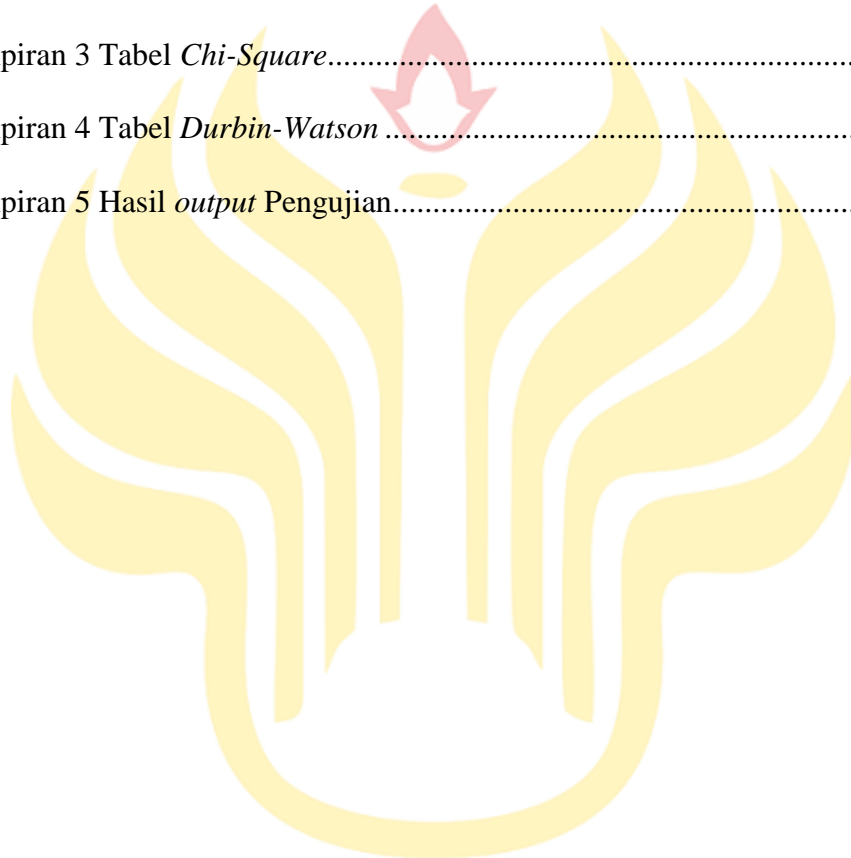 piran 3 Tabel Chi-Square.................................................................
piran 4 Tabel Durbin-Watson ..........................................................
piran 5 Hasil output Pengujian.........................................................